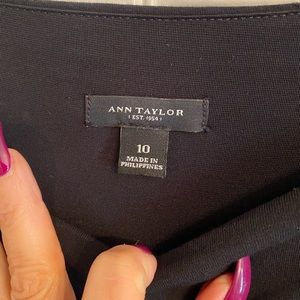 ANN TAYLOR
EST. 1954
10
MADE IN
PHILIPPINES